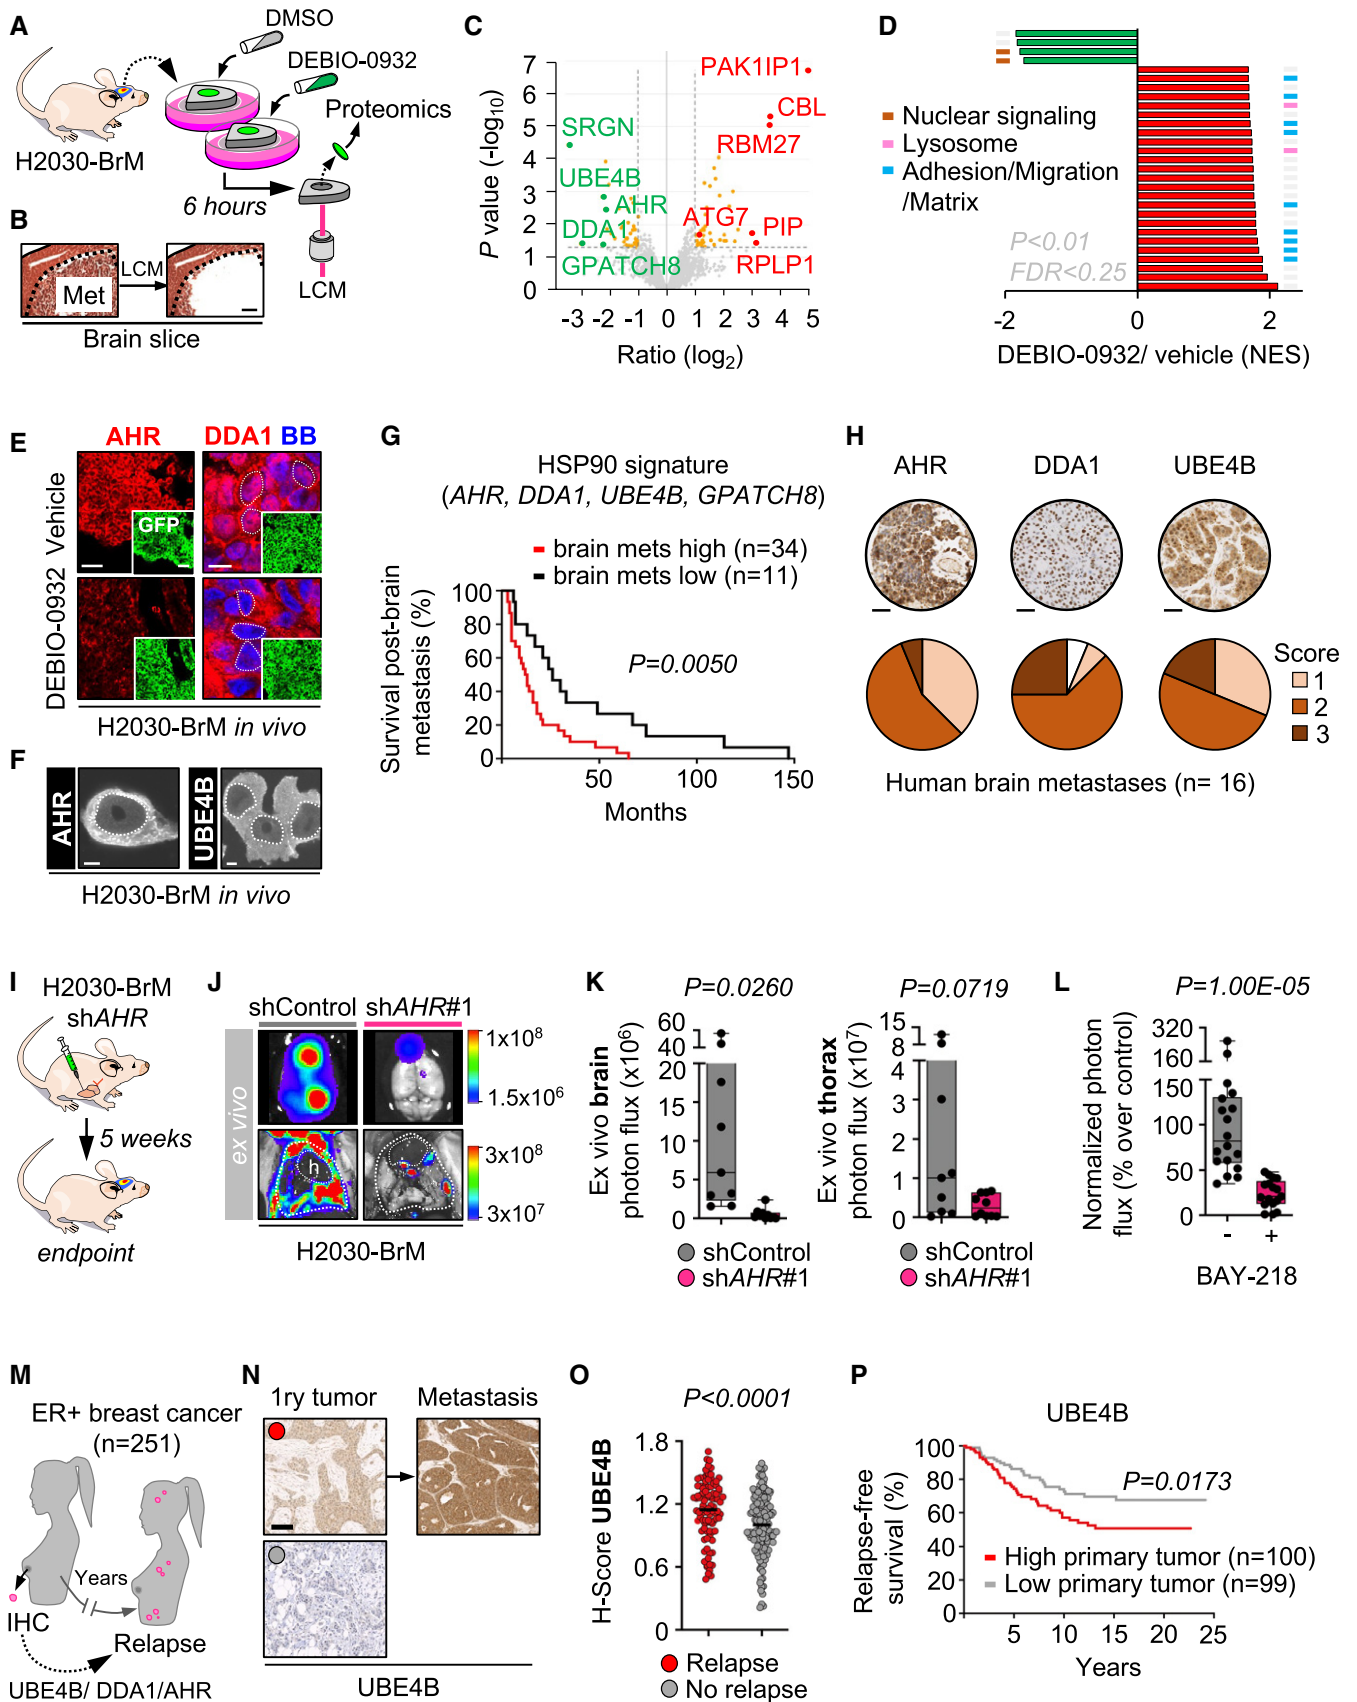 A
DMSO
DEBIO-0932
Proteomics
H2030-BrM
6 hours
LCM
B
LCM
Met
Brain slice
C
P value (-log10)
7
6
5
4
3
2
1
0
PAK1IP1
CBL
RBM27
SRGN
UBE4B
AHR
DDA1
GPATCH8
ATG7
PIP
RPLP1
-3 -2 -1 0 1 2 3 4 5
Ratio (log2)
D
Nuclear signaling
Lysosome
Adhesion/Migration
/Matrix
P<0.01
FDR<0.25
-2 0 2
DEBIO-0932/ vehicle (NES)
E
AHR
DDA1 BB
Vehicle
DEBIO-0932
GFP
H2030-BrM in vivo
F
AHR
UBE4B
H2030-BrM in vivo
G
HSP90 signature
(AHR, DDA1, UBE4B, GPATCH8)
brain mets high (n=34)
brain mets low (n=11)
Survival post-brain
metastasis (%)
100
80
60
40
20
0
P=0.0050
50 100 150
Months
H
AHR DDA1 UBE4B
Score
1
2
3
Human brain metastases (n= 16)
I
H2030-BrM
shAHR
5 weeks
endpoint
J
shControl shAHR#1
ex vivo
1x10^8
1.5x10^6
h
3x10^8
3x10^7
H2030-BrM
K
P=0.0260
Ex vivo brain
photon flux (x10^6)
60
40
20
15
10
5
0
shControl
shAHR#1
P=0.0719
Ex vivo thorax
photon flux (x10^7)
15
8
4
3
2
1
0
shControl
shAHR#1
L
P=1.00E-05
Normalized photon
flux (% over control)
320
160
150
100
50
0
- +
BAY-218
M
ER+ breast cancer
(n=251)
Years
IHC
Relapse
UBE4B/ DDA1/AHR
N
1ry tumor Metastasis
UBE4B
O
P<0.0001
H-Score UBE4B
1.8
1.2
0.6
0
Relapse
No relapse
P
UBE4B
Relapse-free
survival (%)
100
80
60
40
20
0
P=0.0173
High primary tumor (n=100)
Low primary tumor (n=99)
5 10 15 20 25
Years